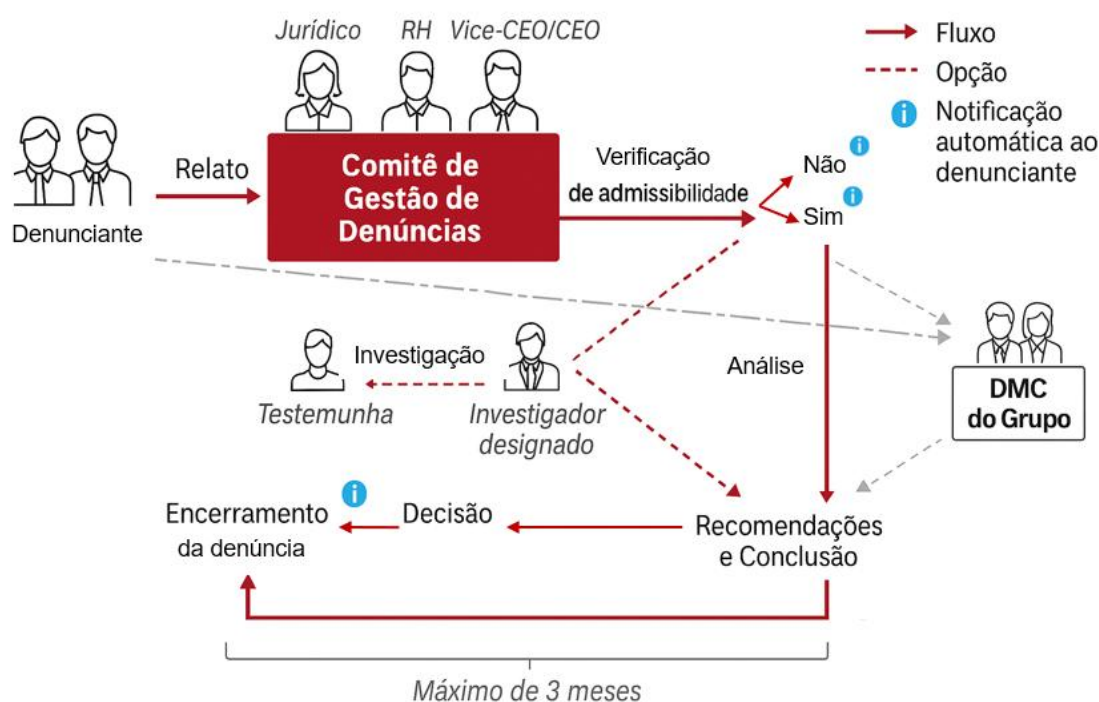 Jurídico
RH
Vice-CEO/CEO
Fluxo
Opção
i
Notificação
automática ao
denunciante
Denunciante
Relato
Comitê de
Gestão de
Denúncias
Verificação
de admissibilidade
Não
i
Sim
i
Investigação
Testemunha
Investigador
designado
Análise
DMC
do Grupo
Encerramento
da denúncia
i
Decisão
Recomendações
e Conclusão
Máximo de 3 meses